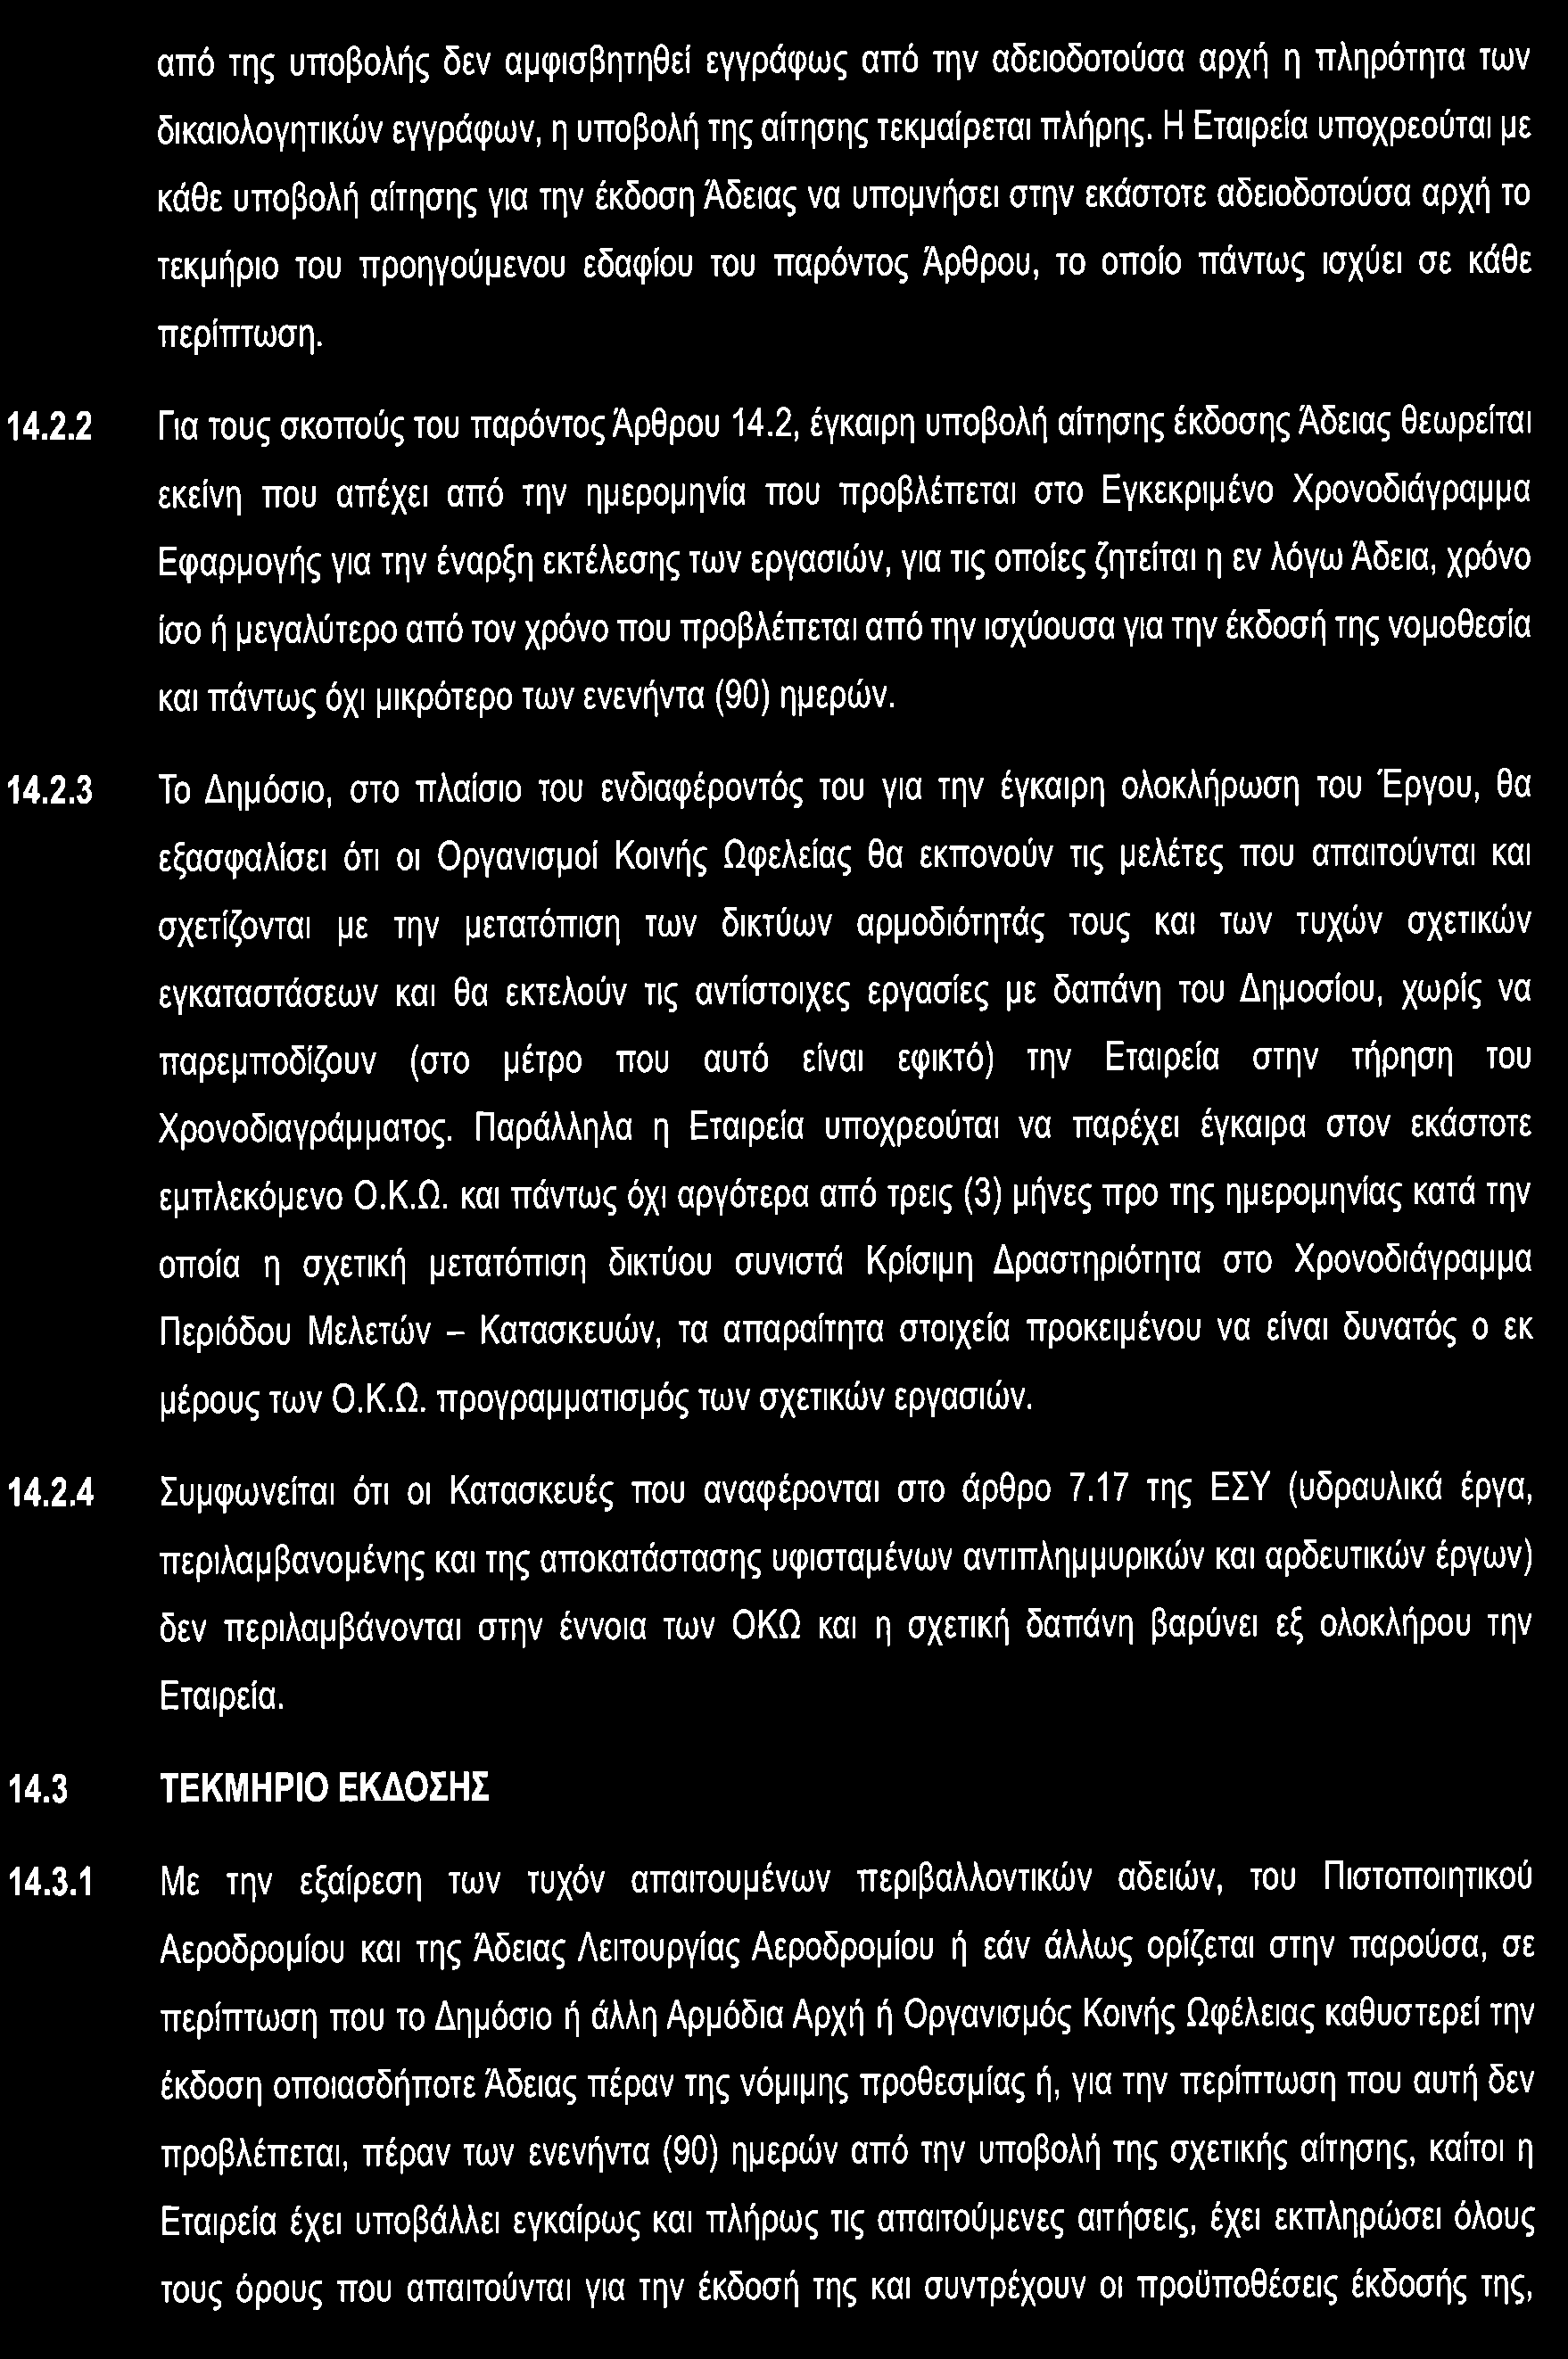 από της υποβολής δεν αμφισβητηθεί εγγράφως από την αδειοδοτούσα αρχή η πληρότητα των
δικαιολογητικών εγγράφων, η υποβολή της αίτησης τεκμαίρεται πλήρης. Η Εταιρεία υποχρεούται με
κάθε υποβολή αίτησης για την έκδοση Άδειας να υπομνήσει στην εκάστοτε αδειοδοτούσα αρχή το
τεκμήριο του προηγούμενου εδαφίου του παρόντος Άρθρου, το οποίο πάντως ισχύει σε κάθε
περίπτωση.
14.2.2 Για τους σκοπούς του παρόντος Άρθρου 14.2, έγκαιρη υποβολή αίτησης έκδοσης Άδειας θεωρείται
εκείνη που απέχει από την ημερομηνία που προβλέπεται στο Εγκεκριμένο Χρονοδιάγραμμα
Εφαρμογής για την έναρξη εκτέλεσης των εργασιών, για τις οποίες ζητείται η εν λόγω Άδεια, χρόνο
ίσο ή μεγαλύτερο από τον χρόνο που προβλέπεται από την ισχύουσα για την έκδοσή της νομοθεσία
και πάντως όχι μικρότερο των ενενήντα (90) ημερών.
14.2.3 Το Δημόσιο, στο πλαίσιο του ενδιαφέροντός του για την έγκαιρη ολοκλήρωση του Έργου, θα
εξασφαλίσει ότι οι Οργανισμοί Κοινής Ωφελείας θα εκπονούν τις μελέτες που απαιτούνται και
σχετίζονται με την μετατόπιση των δικτύων αρμοδιότητάς τους και των τυχών σχετικών
εγκαταστάσεων και θα εκτελούν τις αντίστοιχες εργασίες με δαπάνη του Δημοσίου, χωρίς να
παρεμποδίζουν (στο μέτρο που αυτό είναι εφικτό) την Εταιρεία στην τήρηση του
Χρονοδιαγράμματος. Παράλληλα η Εταιρεία υποχρεούται να παρέχει έγκαιρα στον εκάστοτε
εμπλεκόμενο Ο.Κ.Ω. και πάντως όχι αργότερα από τρεις (3) μήνες προ της ημερομηνίας κατά την
οποία η σχετική μετατόπιση δικτύου συνιστά Κρίσιμη Δραστηριότητα στο Χρονοδιάγραμμα
Περιόδου Μελετών – Κατασκευών, τα απαραίτητα στοιχεία προκειμένου να είναι δυνατός ο εκ
μέρους των Ο.Κ.Ω. προγραμματισμός των σχετικών εργασιών.
14.2.4 Συμφωνείται ότι οι Κατασκευές που αναφέρονται στο άρθρο 7.17 της ΕΣΥ (υδραυλικά έργα,
περιλαμβανομένης και της αποκατάστασης υφισταμένων αντιπλημμυρικών και αρδευτικών έργων)
δεν περιλαμβάνονται στην έννοια των ΟΚΩ και η σχετική δαπάνη βαρύνει εξ ολοκλήρου την
Εταιρεία.
14.3 ΤΕΚΜΗΡΙΟ ΕΚΔΟΣΗΣ
14.3.1 Με την εξαίρεση των τυχόν απαιτουμένων περιβαλλοντικών αδειών, του Πιστοποιητικού
Αεροδρομίου και της Άδειας Λειτουργίας Αεροδρομίου ή εάν άλλως ορίζεται στην παρούσα, σε
περίπτωση που το Δημόσιο ή άλλη Αρμόδια Αρχή ή Οργανισμός Κοινής Ωφέλειας καθυστερεί την
έκδοση οποιασδήποτε Άδειας πέραν της νόμιμης προθεσμίας ή, για την περίπτωση που αυτή δεν
προβλέπεται, πέραν των ενενήντα (90) ημερών από την υποβολή της σχετικής αίτησης, καίτοι η
Εταιρεία έχει υποβάλλει εγκαίρως και πλήρως τις απαιτούμενες αιτήσεις, έχει εκπληρώσει όλους
τους όρους που απαιτούνται για την έκδοσή της και συντρέχουν οι προϋποθέσεις έκδοσής της,